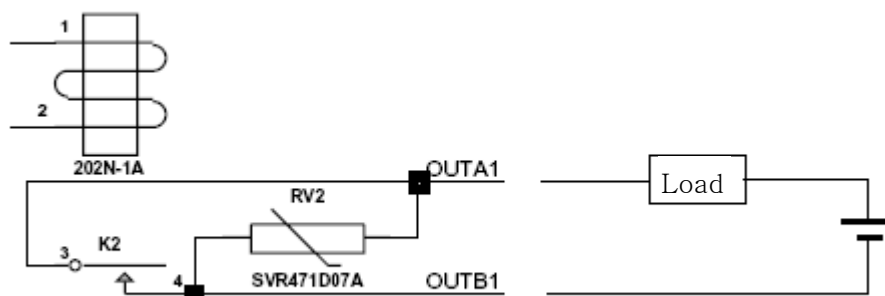 1
2
202N-1A
OUTA1
RV2
Load
K2
3
4
SVR471D07A
OUTB1